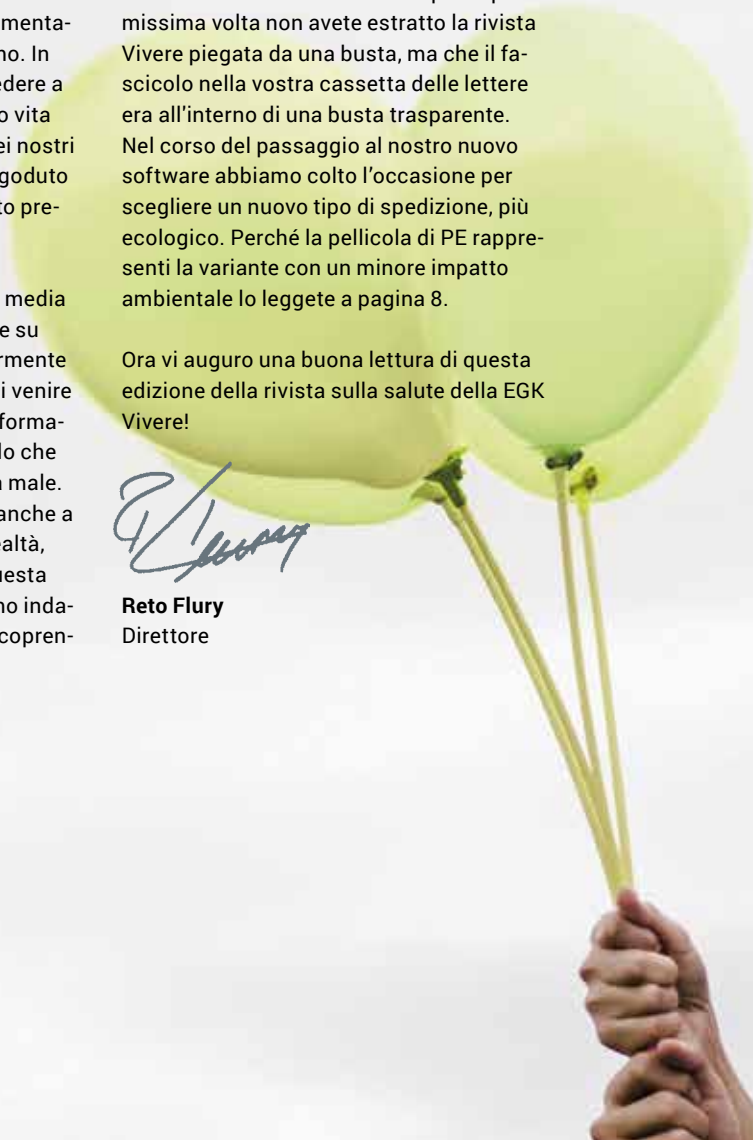 menta-
no. In
edere a
o vita
ei nostri
goduto
to pre-
media
e su
rmente
i venire
forma-
lo che
male.
anche a
ealtà,
uesta
no inda-
copren-
missima volta non avete estratto la rivista
Vivere piegata da una busta, ma che il fa-
scicolo nella vostra cassetta delle lettere
era all’interno di una busta trasparente.
Nel corso del passaggio al nostro nuovo
software abbiamo colto l’occasione per
scegliere un nuovo tipo di spedizione, più
ecologico. Perché la pellicola di PE rappre-
senti la variante con un minore impatto
ambientale lo leggete a pagina 8.
Ora vi auguro una buona lettura di questa
edizione della rivista sulla salute della EGK
Vivere!
Reto Flury
Direttore